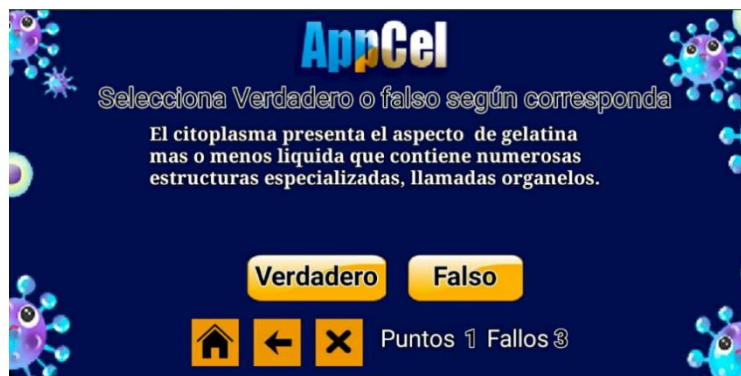 AppCel
Selecciona Verdadero o falso según corresponda
El citoplasma presenta el aspecto de gelatina
mas o menos liquida que contiene numerosas
estructuras especializadas, llamadas organelos.
Verdadero Falso
Puntos 1 Fallos 3